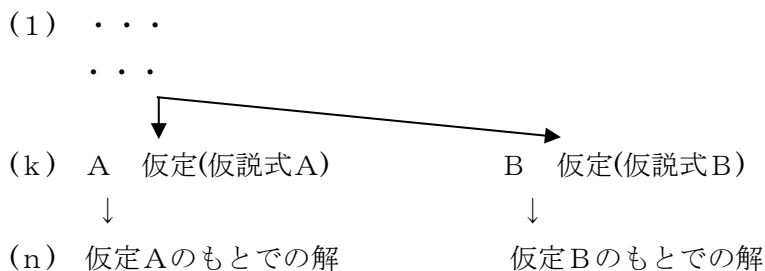 (１) ・・・
・・・
(ｋ) Ａ 仮定(仮説式Ａ) Ｂ 仮定(仮説式Ｂ)
↓ ↓
(ｎ) 仮定Ａのもとでの解 仮定Ｂのもとでの解